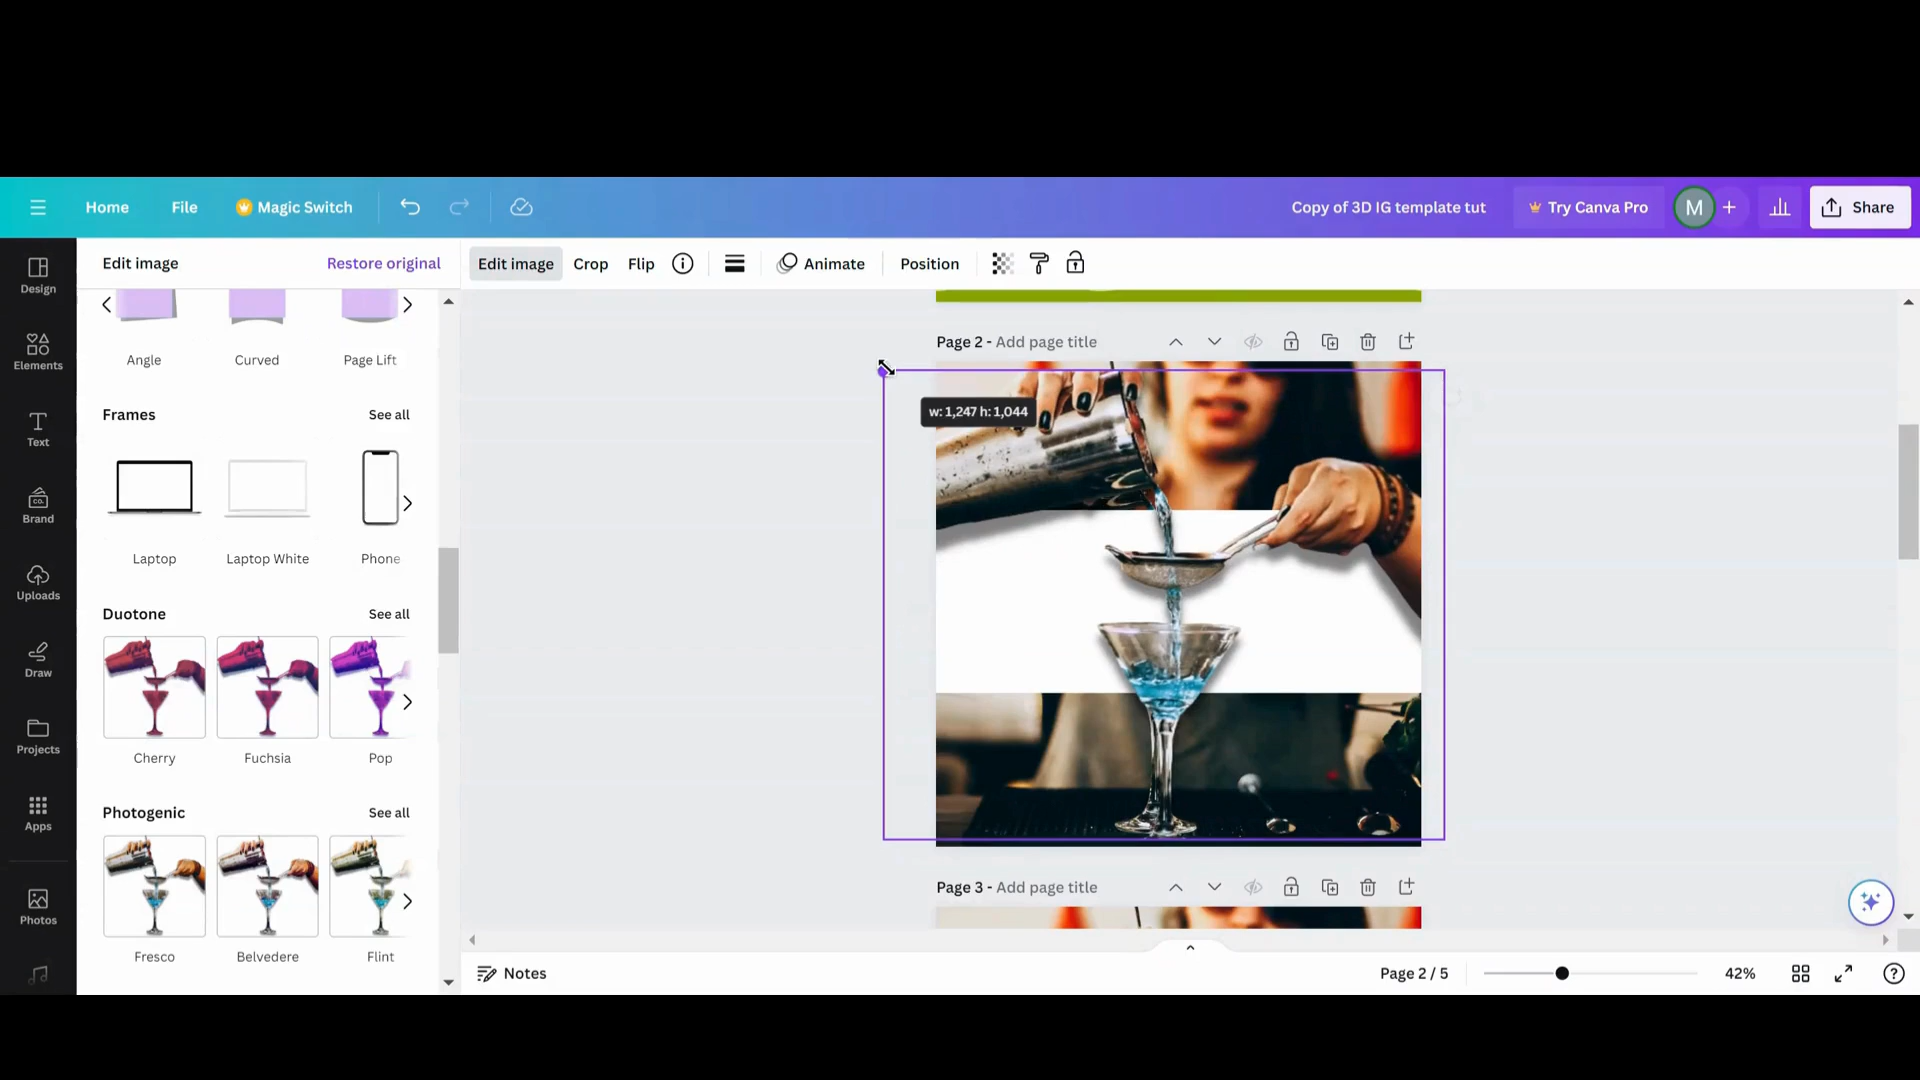 Home
File
Magic Switch
Copy of 3D IG template tut
Try Canva Pro
M
Share
Design
Elements
Text
Brand
Uploads
Draw
Projects
Apps
Photos
Edit image
Restore original
Angle
Curved
Page Lift
Frames
See all
Laptop
Laptop White
Phone
Duotone
See all
Cherry
Fuchsia
Pop
Photogenic
See all
Fresco
Belvedere
Flint
Edit image
Crop
Flip
Animate
Position
Page 2 - Add page title
w: 1,247 h: 1,044
Page 3 - Add page title
Notes
Page 2 / 5
42%